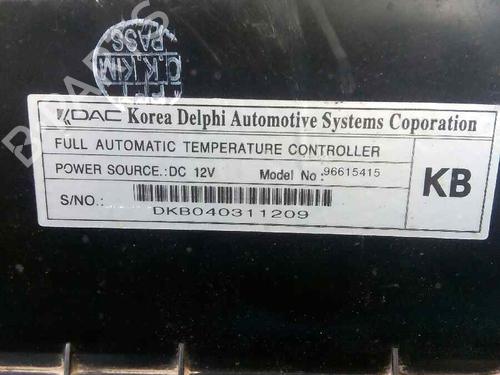 PASS
Q.K.KIM
KDAC Korea Delphi Automotive Systems Coporation
FULL AUTOMATIC TEMPERATURE CONTROLLER
POWER SOURCE.:DC 12V Model No.:96615415
KB
S/NO.:
DKB040311209